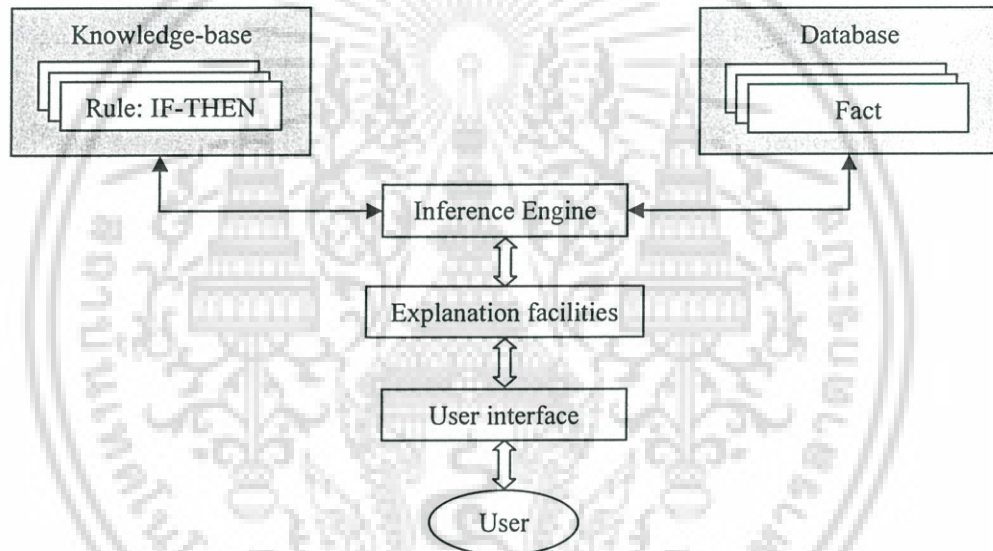 Knowledge-base
Rule: IF-THEN
Database
Fact
Inference Engine
Explanation facilities
User interface
User